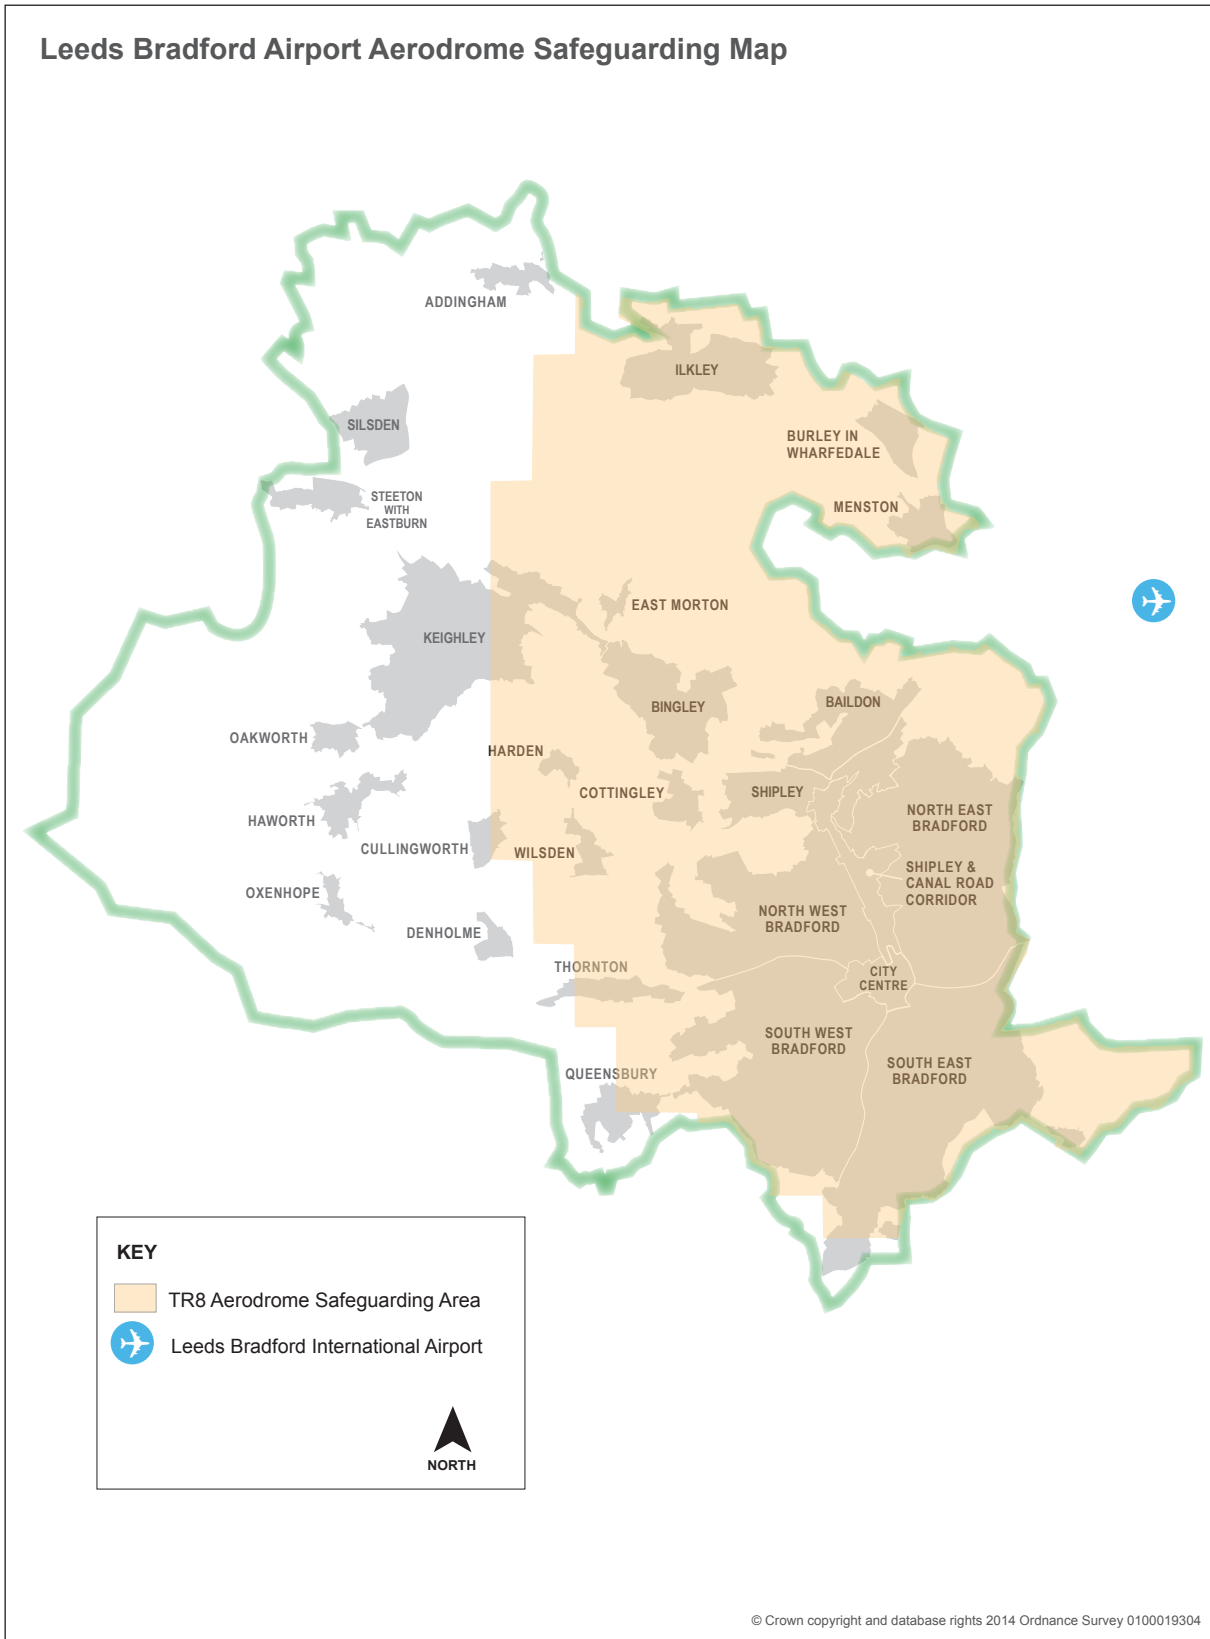 Leeds Bradford Airport Aerodrome Safeguarding Map
ADDINGHAM
ILKLEY
SILSDEN
BURLEY IN
WHARFEDALE
STEETON
WITH
EASTBURN
MENSTON
EAST MORTON
KEIGHLEY
BAILDON
BINGLEY
OAKWORTH
HARDEN
COTTINGLEY
SHIPLEY
HAWORTH
NORTH EAST
BRADFORD
CULLINGWORTH
WILSDEN
SHIPLEY &
CANAL ROAD
CORRIDOR
OXENHOPE
NORTH WEST
BRADFORD
DENHOLME
THORNTON
CITY
CENTRE
SOUTH WEST
BRADFORD
SOUTH EAST
BRADFORD
QUEENSBURY
KEY
TR8 Aerodrome Safeguarding Area
Leeds Bradford International Airport
NORTH
© Crown copyright and database rights 2014 Ordnance Survey 0100019304